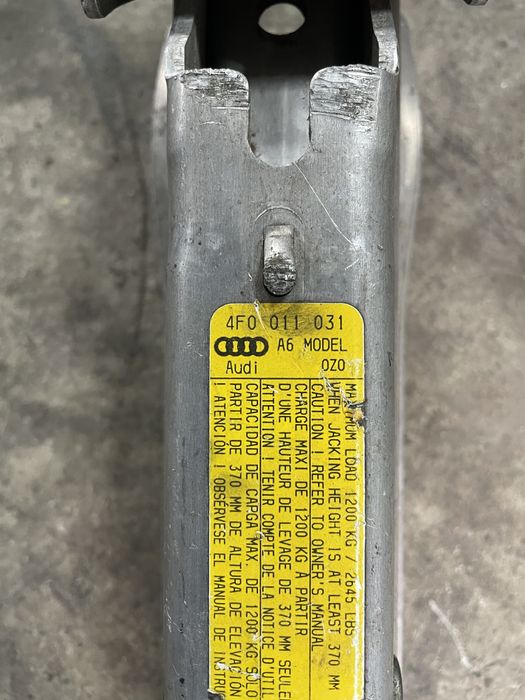 4F0 011 031
A6 MODEL
Audi 0Z0
MAXIMUM LOAD 1200 KG / 2645 LBS
WHEN JACKING HEIGHT IS AT LEAST 370 MM
CAUTION ! REFER TO OWNER'S MANUAL
CHARGE MAXI DE 1200 KG À PARTIR
D'UNE HAUTEUR DE LEVAGE DE 370 MM SEULE
ATTENTION ! TENIR COMPTE DE LA NOTICE D'UTIL
CAPACIDAD DE CARGA MAX. DE 1200 KG SOLO
PARTIR DE 370 MM DE ALTURA DE ELEVACION
! ATENCIÓN ! OBSERVESE EL MANUAL DE INSTR